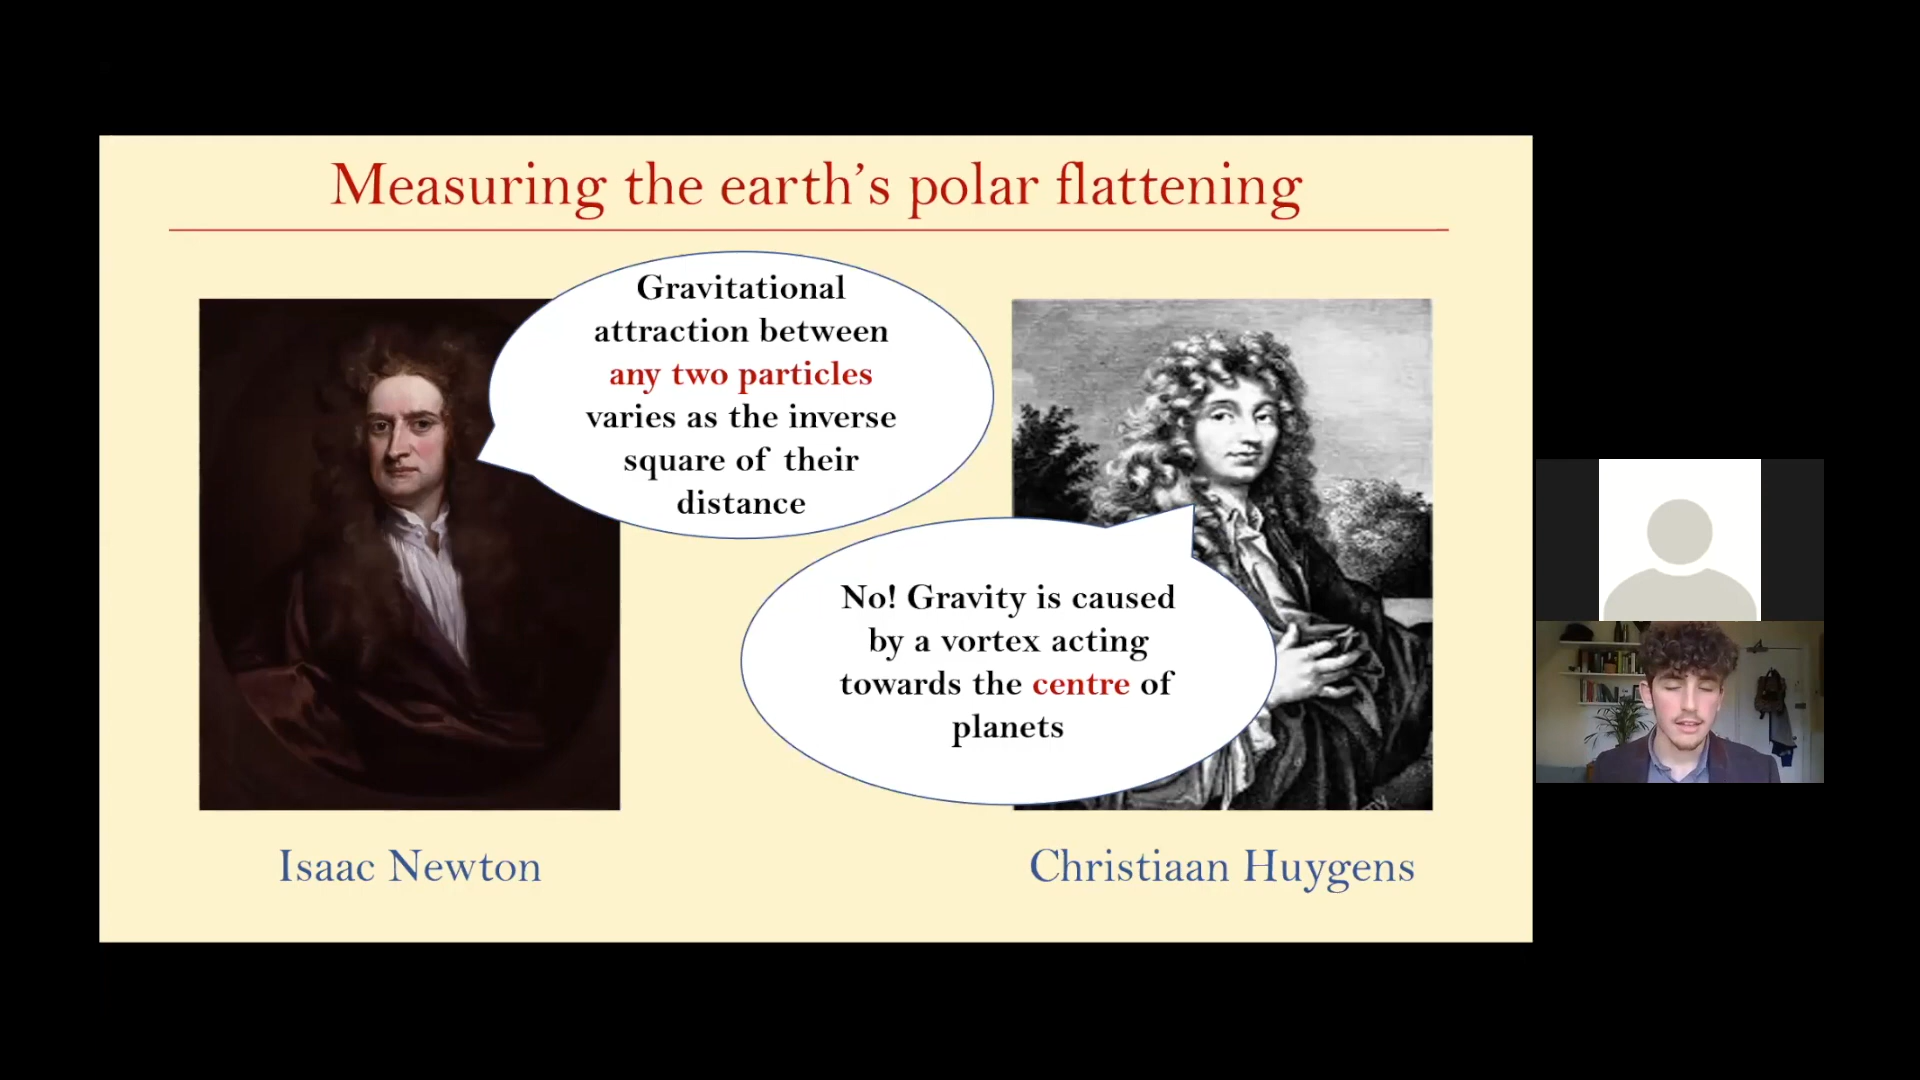 Measuring the earth's polar flattening
Gravitational
attraction between
any two particles
varies as the inverse
square of their
distance
No! Gravity is caused
by a vortex acting
towards the centre of
planets
Isaac Newton
Christiaan Huygens